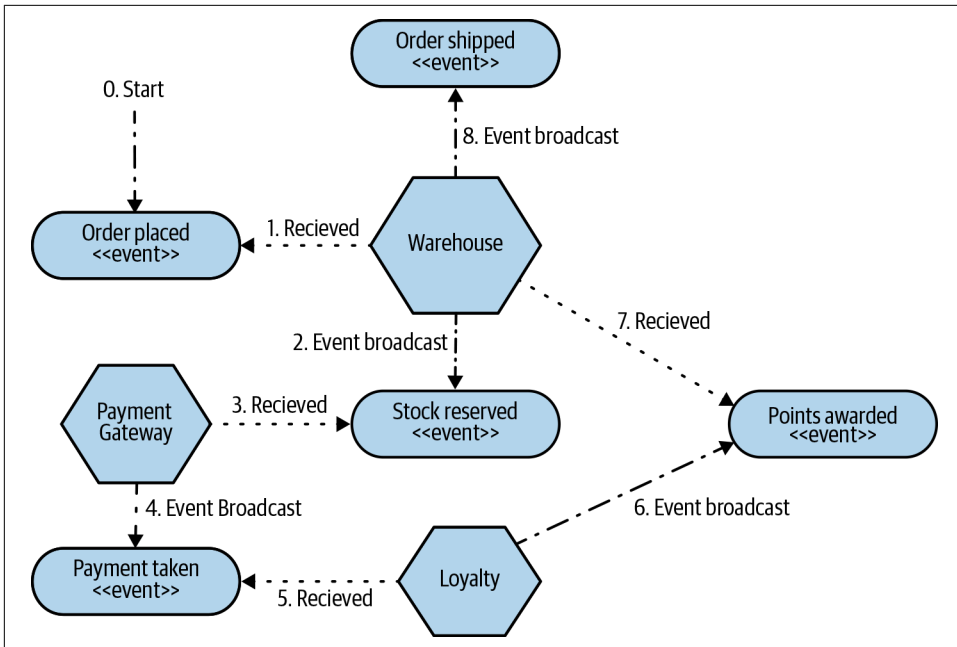 Order shipped
<<event>>
0. Start
8. Event broadcast
Order placed
<<event>>
1. Recieved
Warehouse
7. Recieved
2. Event broadcast
Payment
Gateway
3. Recieved
Stock reserved
<<event>>
Points awarded
<<event>>
4. Event Broadcast
6. Event broadcast
Payment taken
<<event>>
5. Recieved
Loyalty